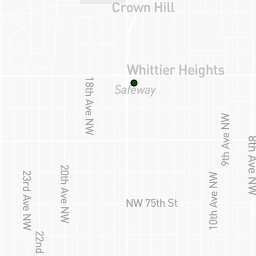 Crown Hill
Whittier Heights
Safeway
18th Ave NW
8th Ave NW
9th Ave NW
20th Ave NW
23rd Ave NW
10th Ave NW
NW 75th St
22nd